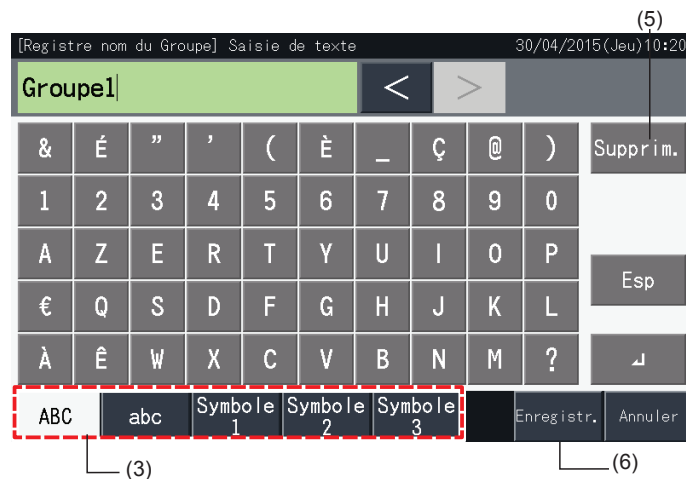 (5)
[Registre nom du Groupe] Saisie de texte 30/04/2015(Jeu)10:20
Groupe1 < >
& É " ' ( È _ Ç @ ) Supprim.
1 2 3 4 5 6 7 8 9 0
A Z E R T Y U I O P
Esp
€ Q S D F G H J K L
À Ê W X C V B N M ? ↵
ABC abc Symbole 1 Symbole 2 Symbole 3 Enregistr. Annuler
(3) (6)